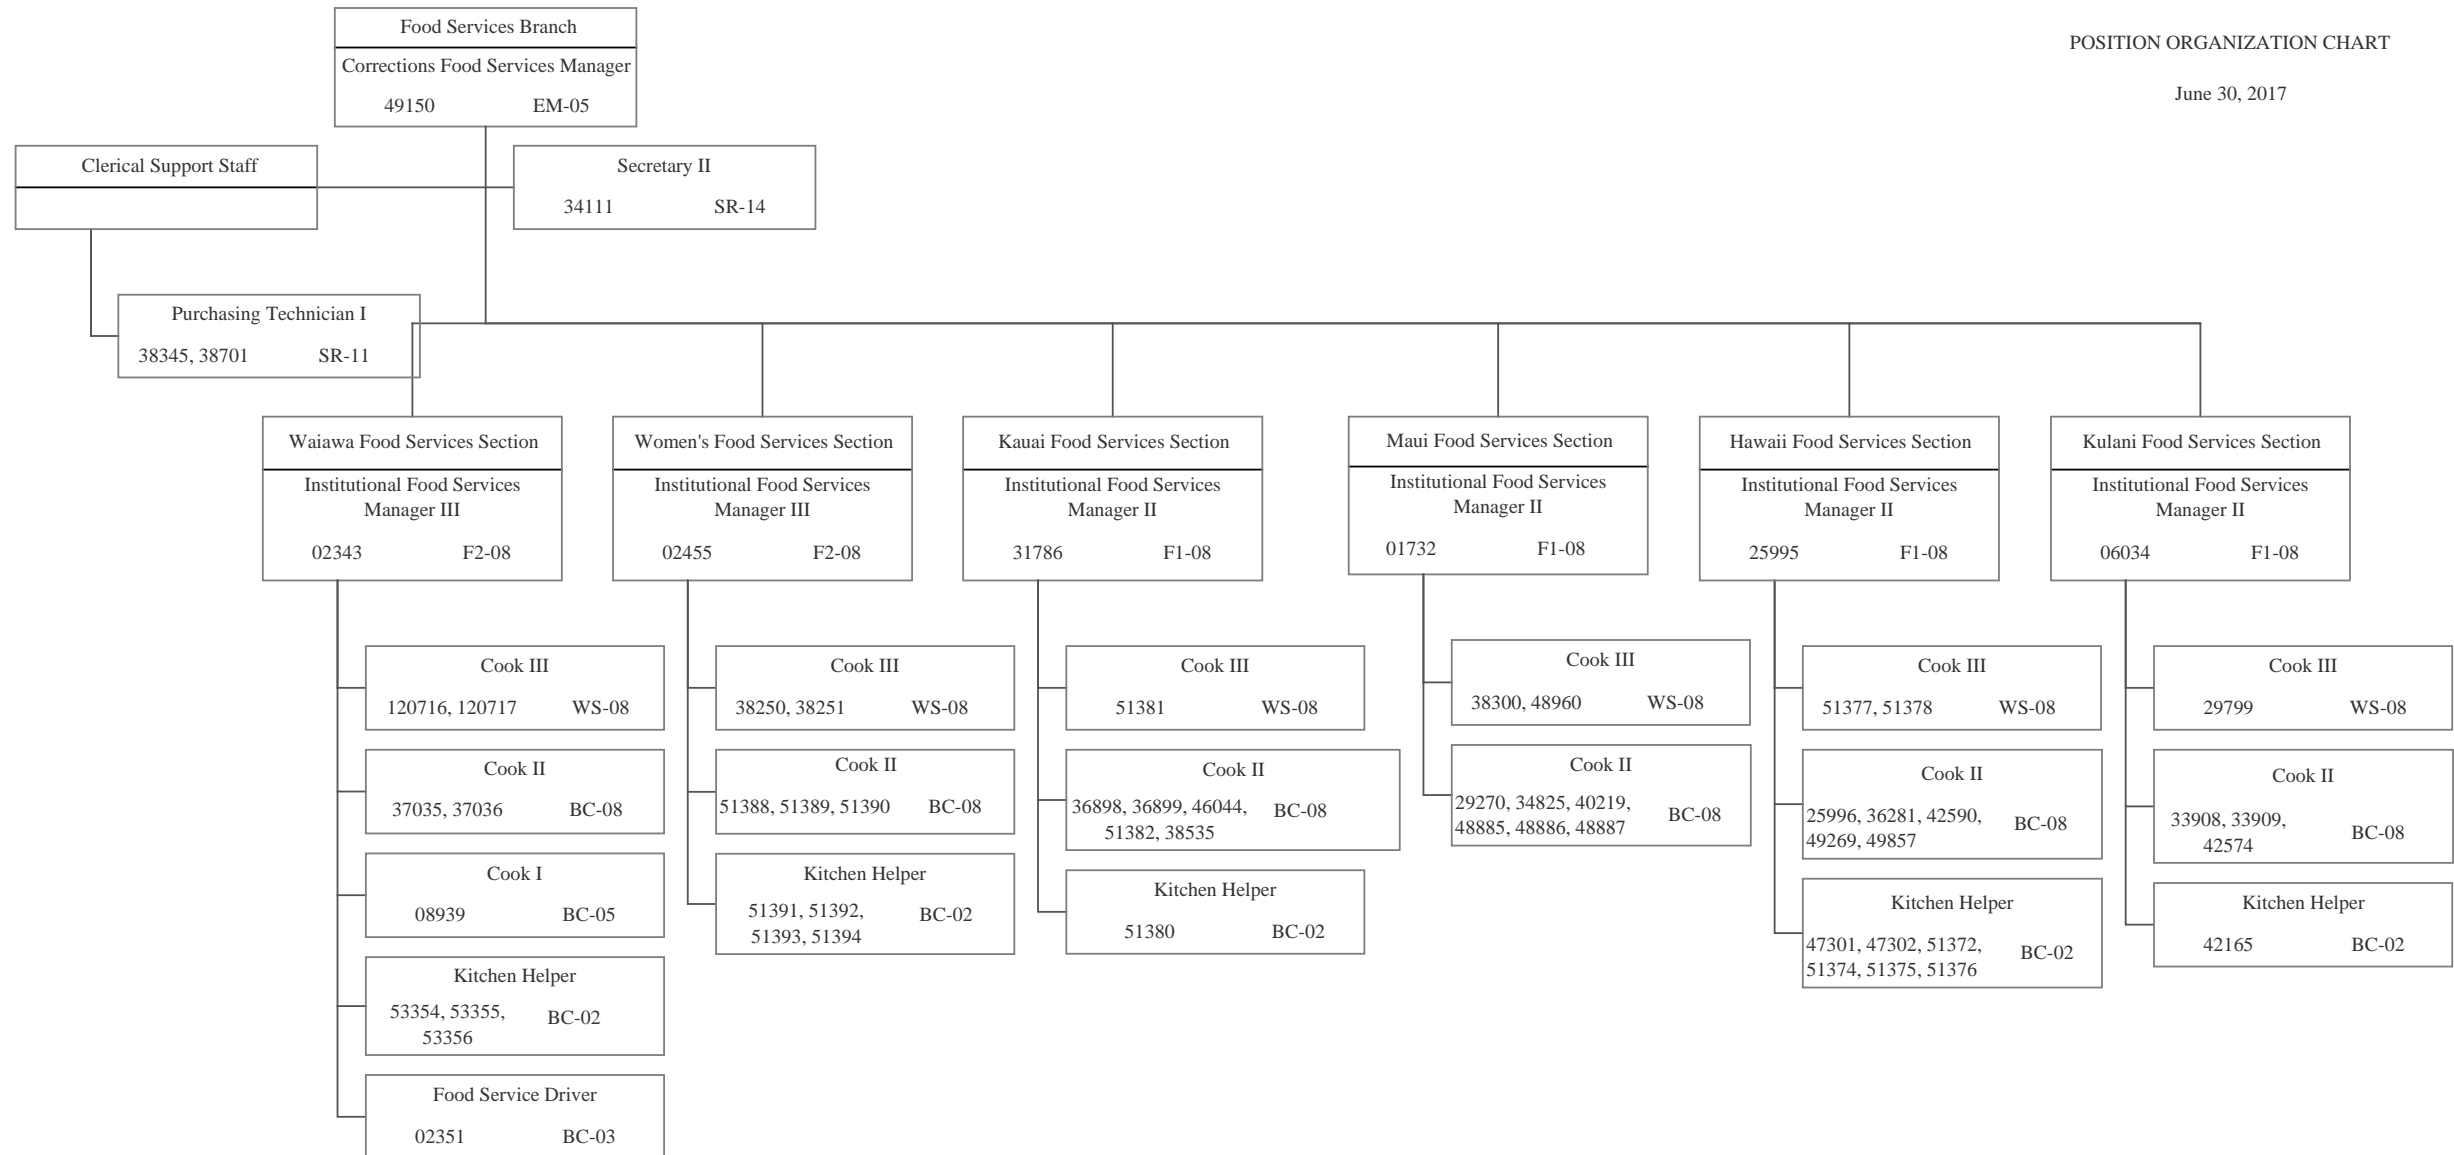 Food Services Branch
Corrections Food Services Manager
49150 EM-05
POSITION ORGANIZATION CHART
June 30, 2017
Clerical Support Staff
Secretary II
34111 SR-14
Purchasing Technician I
38345, 38701 SR-11
Waiawa Food Services Section
Institutional Food Services
Manager III
02343 F2-08
Cook III
120716, 120717 WS-08
Cook II
37035, 37036 BC-08
Cook I
08939 BC-05
Kitchen Helper
53354, 53355,
53356
BC-02
Food Service Driver
02351 BC-03
Women's Food Services Section
Institutional Food Services
Manager III
02455 F2-08
Cook III
38250, 38251 WS-08
Cook II
51388, 51389, 51390 BC-08
Kitchen Helper
51391, 51392,
51393, 51394
BC-02
Kauai Food Services Section
Institutional Food Services
Manager II
31786 F1-08
Cook III
51381 WS-08
Cook II
36898, 36899, 46044,
51382, 38535
BC-08
Kitchen Helper
51380 BC-02
Maui Food Services Section
Institutional Food Services
Manager II
01732 F1-08
Cook III
38300, 48960 WS-08
Cook II
29270, 34825, 40219,
48885, 48886, 48887
BC-08
Hawaii Food Services Section
Institutional Food Services
Manager II
25995 F1-08
Cook III
51377, 51378 WS-08
Cook II
25996, 36281, 42590,
49269, 49857
BC-08
Kitchen Helper
47301, 47302, 51372,
51374, 51375, 51376
BC-02
Kulani Food Services Section
Institutional Food Services
Manager II
06034 F1-08
Cook III
29799 WS-08
Cook II
33908, 33909,
42574
BC-08
Kitchen Helper
42165 BC-02